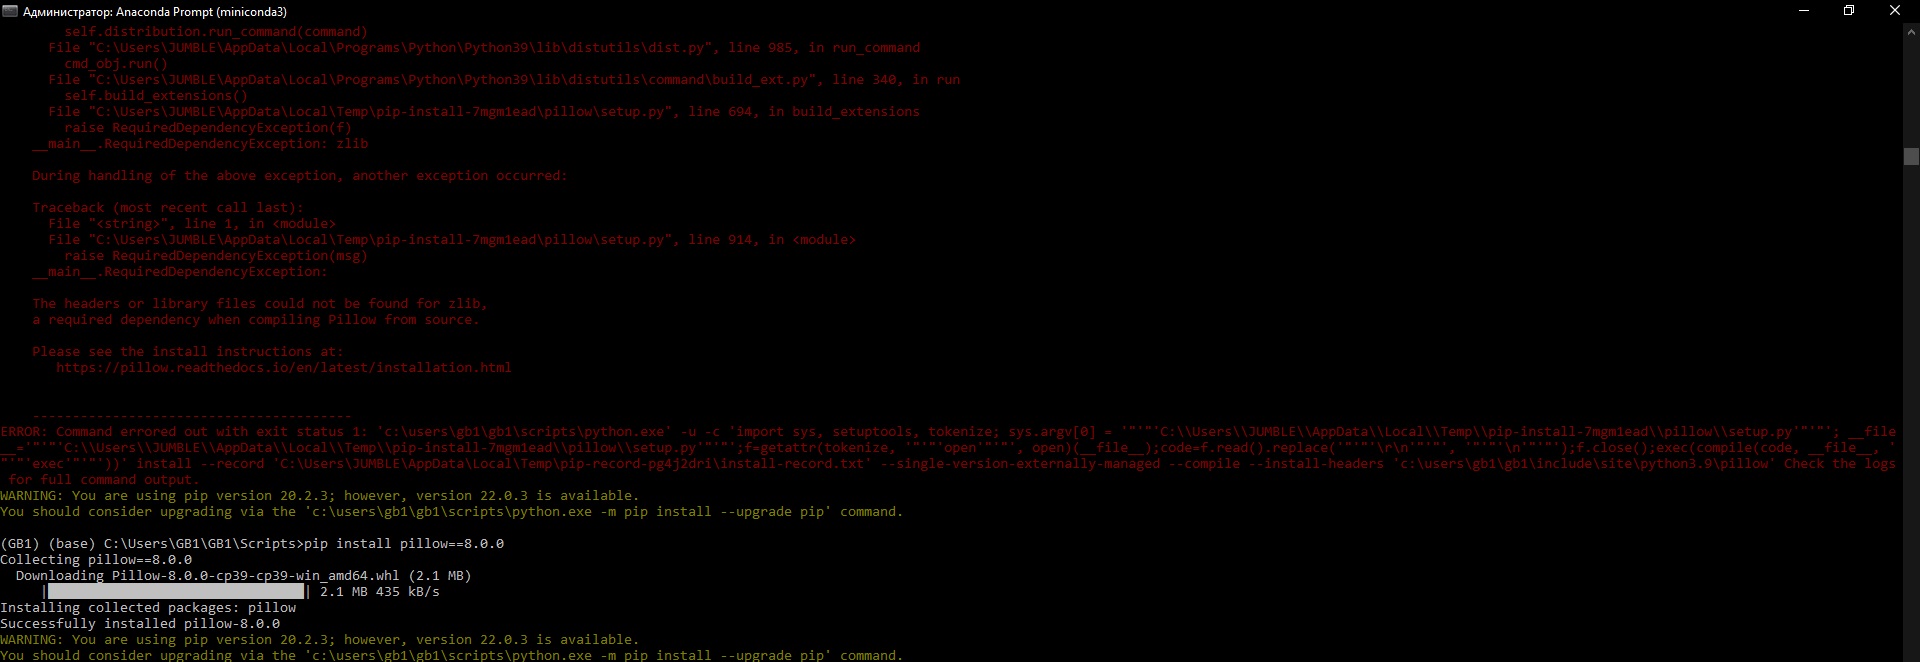 Администратор: Anaconda Prompt (miniconda3)
self.distribution.run_command(command)
File "C:\Users\JUMBLE\AppData\Local\Programs\Python\Python39\lib\distutils\dist.py", line 985, in run_command
cmd_obj.run()
File "C:\Users\JUMBLE\AppData\Local\Programs\Python\Python39\lib\distutils\command\build_ext.py", line 340, in run
self.build_extensions()
File "C:\Users\JUMBLE\AppData\Local\Temp\pip-install-7mgm1ead\pillow\setup.py", line 694, in build_extensions
raise RequiredDependencyException(f)
__main__.RequiredDependencyException: zlib
During handling of the above exception, another exception occurred:
Traceback (most recent call last):
File "<string>", line 1, in <module>
File "C:\Users\JUMBLE\AppData\Local\Temp\pip-install-7mgm1ead\pillow\setup.py", line 914, in <module>
raise RequiredDependencyException(msg)
__main__.RequiredDependencyException:
The headers or library files could not be found for zlib,
a required dependency when compiling Pillow from source.
Please see the install instructions at:
https://pillow.readthedocs.io/en/latest/installation.html
----------------------------------------
ERROR: Command errored out with exit status 1: 'c:\users\gb1\gb1\scripts\python.exe' -u -c 'import sys, setuptools, tokenize; sys.argv[0] = '"'"'C:\\Users\\JUMBLE\\AppData\\Local\\Temp\\pip-install-7mgm1ead\\pillow\\setup.py'"'"'; __file
__='"'"'C:\\Users\\JUMBLE\\AppData\\Local\\Temp\\pip-install-7mgm1ead\\pillow\\setup.py'"'"';f=getattr(tokenize, '"'"'open'"'"', open)(__file__);code=f.read().replace('"'"'\r\n'"'"', '"'"'\n'"'"');f.close();exec(compile(code, __file__, '
"'"'exec'"'"'))' install --record 'C:\Users\JUMBLE\AppData\Local\Temp\pip-record-pg4j2dri\install-record.txt' --single-version-externally-managed --compile --install-headers 'c:\users\gb1\gb1\include\site\python3.9\pillow' Check the logs
for full command output.
WARNING: You are using pip version 20.2.3; however, version 22.0.3 is available.
You should consider upgrading via the 'c:\users\gb1\gb1\scripts\python.exe -m pip install --upgrade pip' command.
(GB1) (base) C:\Users\GB1\GB1\Scripts>pip install pillow==8.0.0
Collecting pillow==8.0.0
Downloading Pillow-8.0.0-cp39-cp39-win_amd64.whl (2.1 MB)
| | 2.1 MB 435 kB/s
Installing collected packages: pillow
Successfully installed pillow-8.0.0
WARNING: You are using pip version 20.2.3; however, version 22.0.3 is available.
You should consider upgrading via the 'c:\users\gb1\gb1\scripts\python.exe -m pip install --upgrade pip' command.